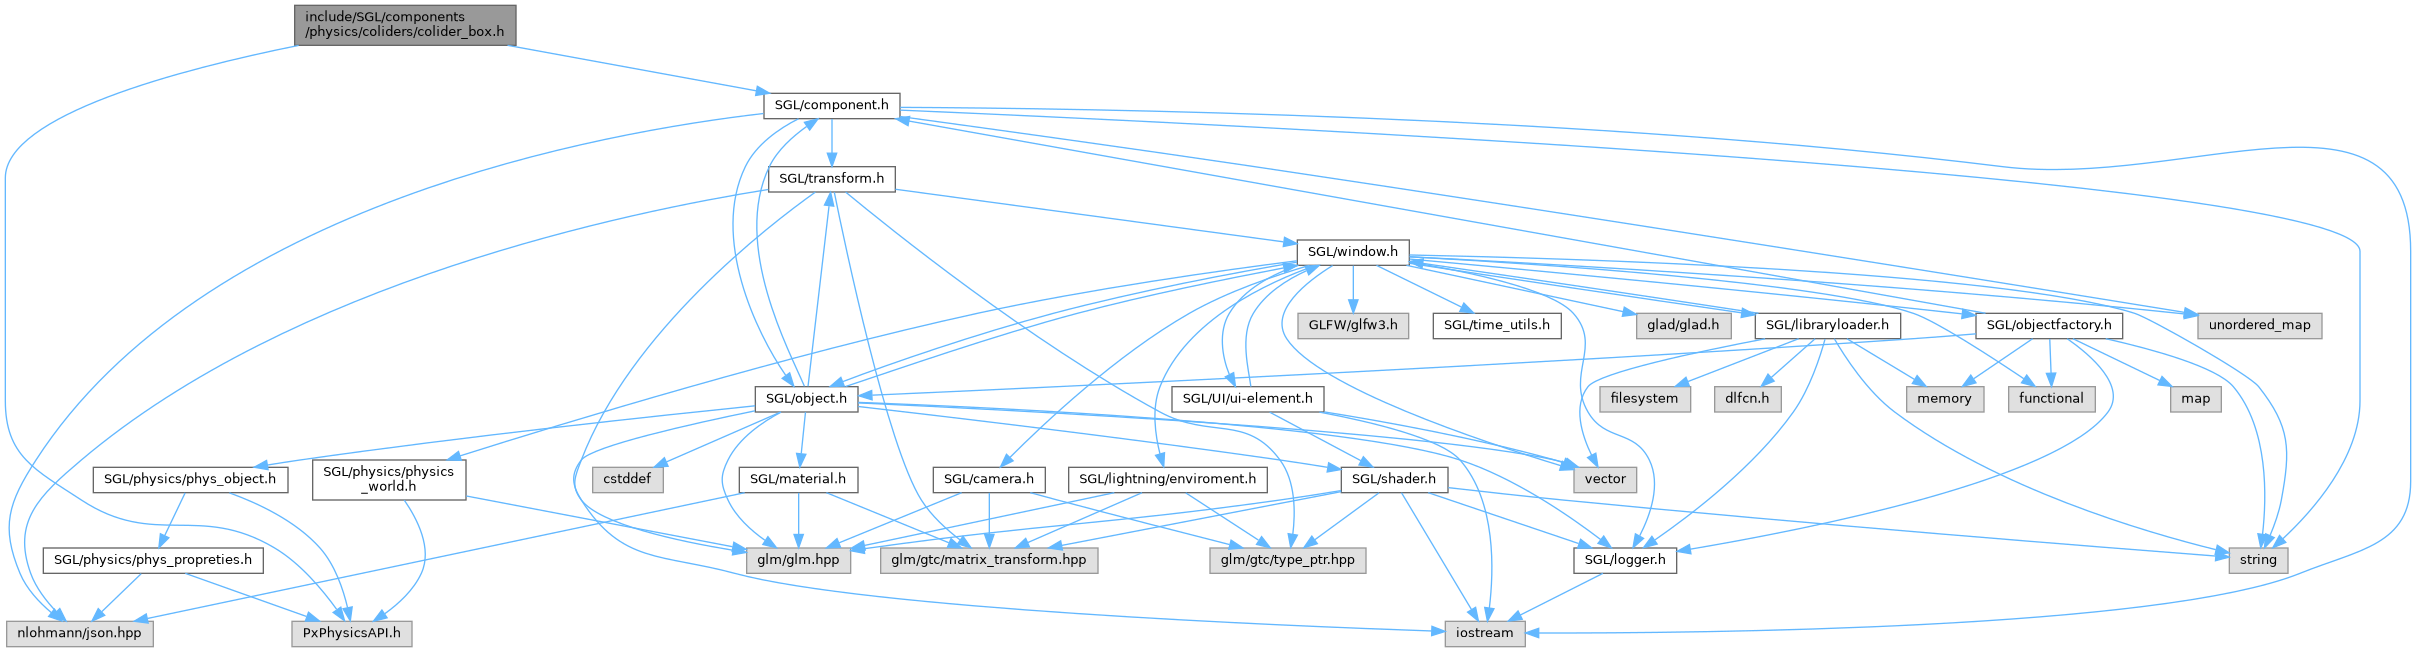 include/SGL/components
/physics/coliders/colider_box.h
SGL/component.h
SGL/transform.h
SGL/window.h
GLFW/glfw3.h
SGL/time_utils.h
glad/glad.h
SGL/libraryloader.h
SGL/objectfactory.h
unordered_map
SGL/object.h
SGL/UI/ui-element.h
filesystem
dlfcn.h
memory
functional
map
SGL/physics/phys_object.h
SGL/physics/physics
_world.h
cstddef
SGL/material.h
SGL/camera.h
SGL/lightning/enviroment.h
SGL/shader.h
vector
SGL/physics/phys_propreties.h
glm/glm.hpp
glm/gtc/matrix_transform.hpp
glm/gtc/type_ptr.hpp
SGL/logger.h
string
nlohmann/json.hpp
PxPhysicsAPI.h
iostream